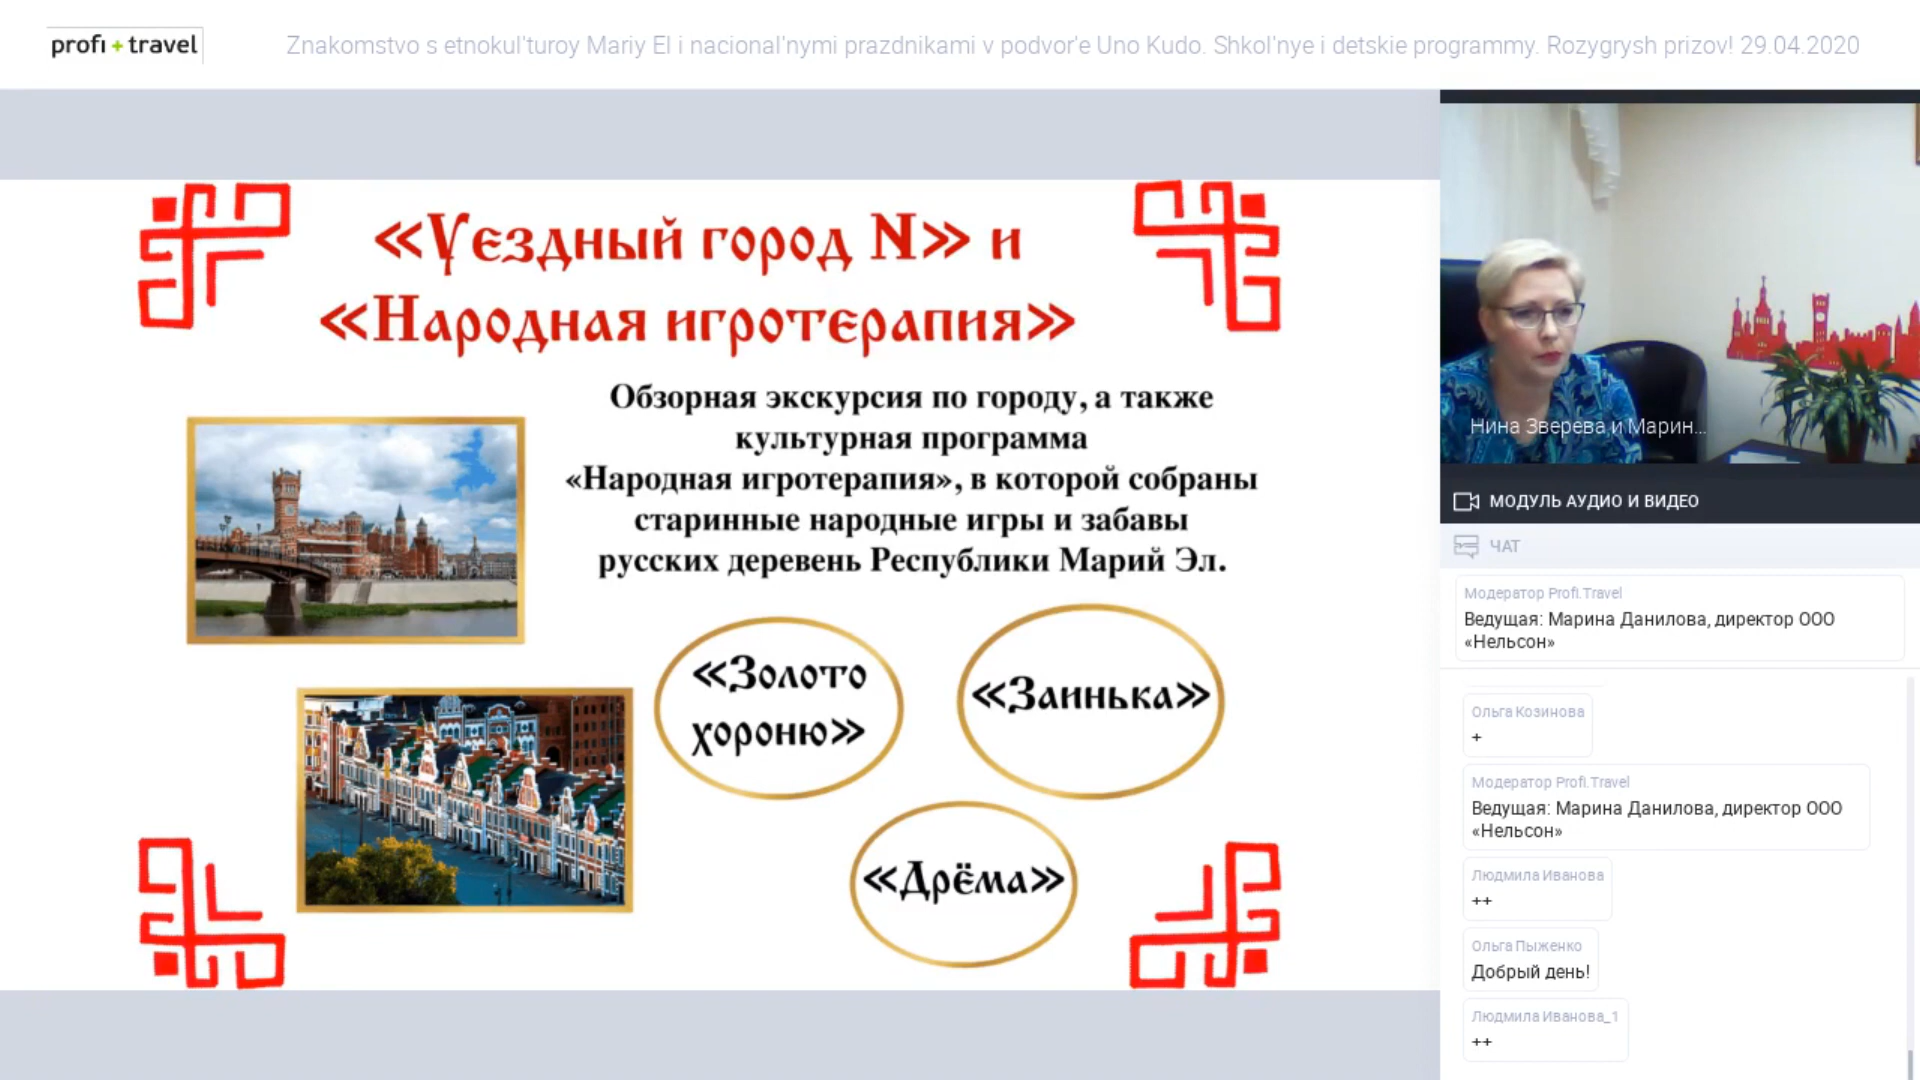 profi + travel
Znakomstvo s etnokul'turoy Mariy El i nacional'nymi prazdnikami v podvor'e Uno Kudo. Shkol'nye i detskie programmy. Rozygrysh prizov! 29.04.2020
«Уездный город N» и
«Народная игротерапия»
Обзорная экскурсия по городу, а также
культурная программа
«Народная игротерапия», в которой собраны
старинные народные игры и забавы
русских деревень Республики Марий Эл.
«Золото
хороню»
«Заинька»
«Дрёма»
Нина Зверева и Марин...
МОДУЛЬ АУДИО И ВИДЕО
ЧАТ
Модератор Profi.Travel
Ведущая: Марина Данилова, директор ООО
«Нельсон»
Ольга Козинова
+
Модератор Profi.Travel
Ведущая: Марина Данилова, директор ООО
«Нельсон»
Людмила Иванова
++
Ольга Пыженко
Добрый день!
Людмила Иванова_1
++